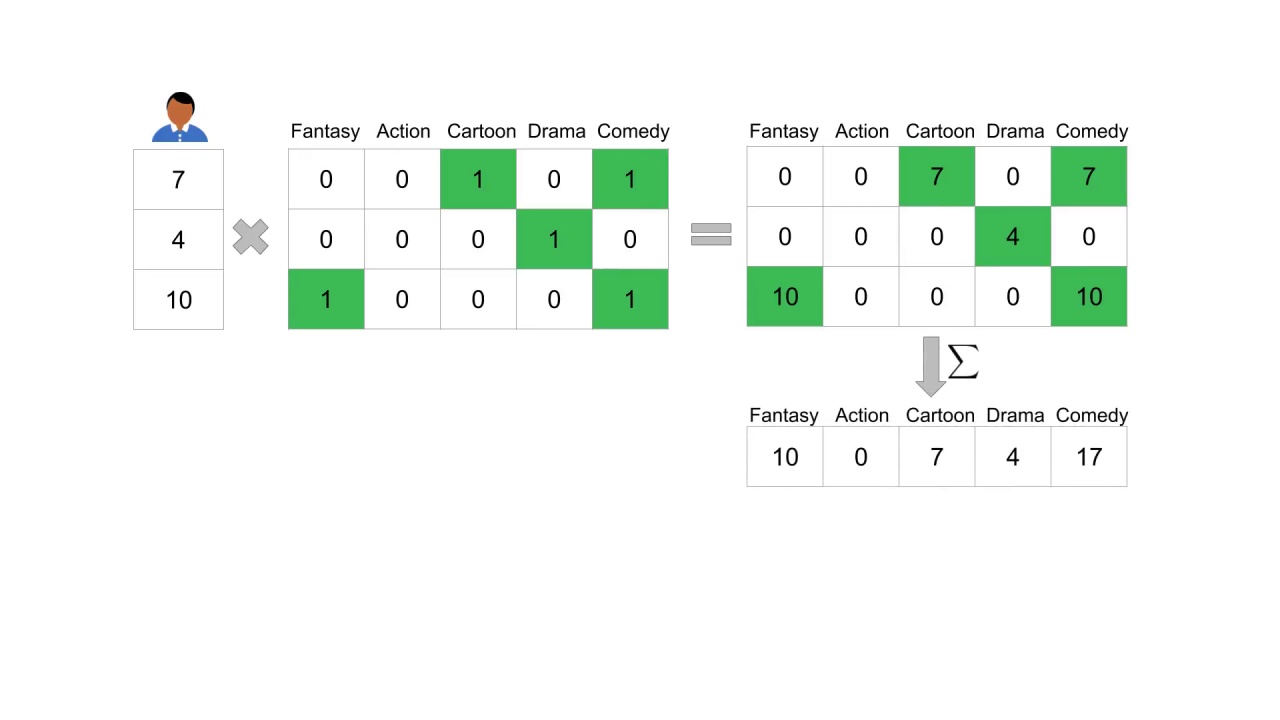 Fantasy Action Cartoon Drama Comedy
7
4
10
0 0 1 0 1
0 0 0 1 0
1 0 0 0 1
Fantasy Action Cartoon Drama Comedy
0 0 7 0 7
0 0 0 4 0
10 0 0 0 10
∑
Fantasy Action Cartoon Drama Comedy
10 0 7 4 17